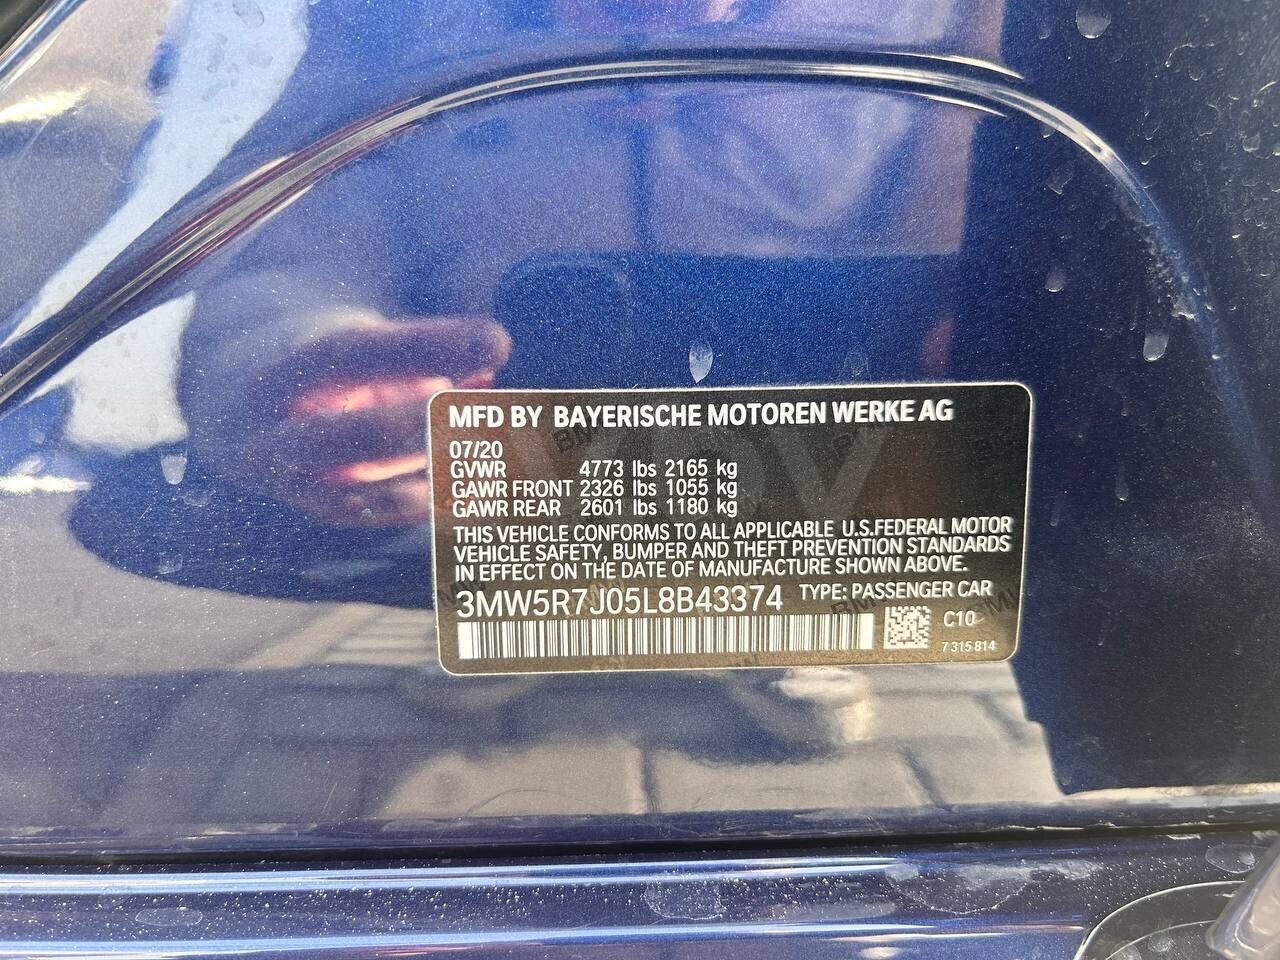 MFD BY BAYERISCHE MOTOREN WERKE AG
07/20
GVWR 4773 lbs 2165 kg
GAWR FRONT 2326 lbs 1055 kg
GAWR REAR 2601 lbs 1180 kg
THIS VEHICLE CONFORMS TO ALL APPLICABLE U.S.FEDERAL MOTOR
VEHICLE SAFETY, BUMPER AND THEFT PREVENTION STANDARDS
IN EFFECT ON THE DATE OF MANUFACTURE SHOWN ABOVE.
3MW5R7J05L8B43374 TYPE: PASSENGER CAR
C10
7 315 814